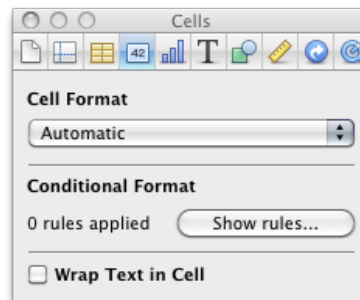 Cells
42
T
Cell Format
Automatic
Conditional Format
0 rules applied Show rules...
Wrap Text in Cell